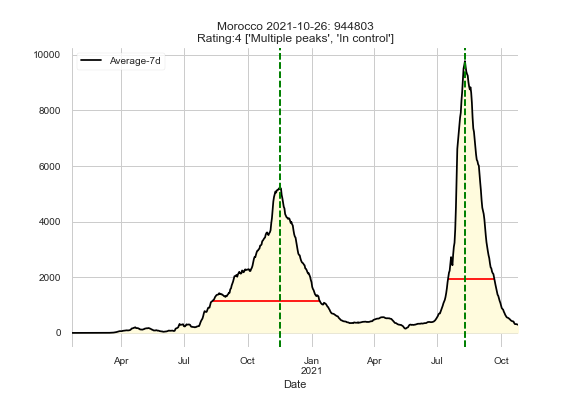 Morocco 2021-10-26: 944803
Rating:4 ['Multiple peaks', 'In control']
Average-7d
10000
8000
6000
4000
2000
0
Apr Jul Oct Jan Apr Jul Oct
2021
Date